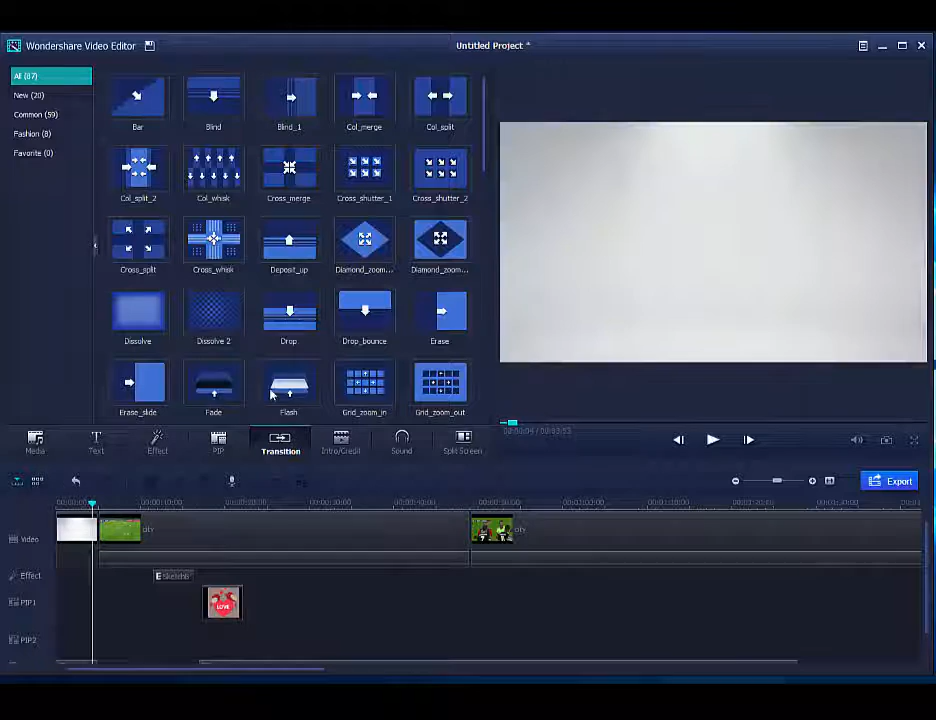 Wondershare Video Editor
Untitled Project *
All (87)
New (20)
Common (59)
Fashion (8)
Favorite (0)
Bar
Blind
Blind_1
Col_merge
Col_split
Col_split_2
Col_whisk
Cross_merge
Cross_shutter_1
Cross_shutter_2
Cross_split
Cross_whisk
Deposit_up
Diamond_zoom...
Diamond_zoom...
Dissolve
Dissolve 2
Drop
Drop_bounce
Erase
Erase_slide
Fade
Flash
Grid_zoom_in
Grid_zoom_out
Media
Text
Effect
PIP
Transition
Intro/Credit
Sound
Split Screen
Export
Video
city
city
Effect
E
PIP1
LOVE
PIP2